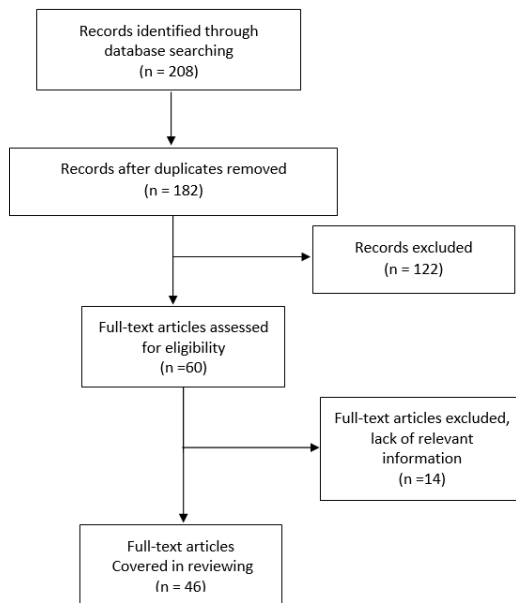 Records identified through
database searching
(n = 208)
Records after duplicates removed
(n = 182)
Records excluded
(n = 122)
Full-text articles assessed
for eligibility
(n =60)
Full-text articles excluded,
lack of relevant
information
(n =14)
Full-text articles
Covered in reviewing
(n = 46)